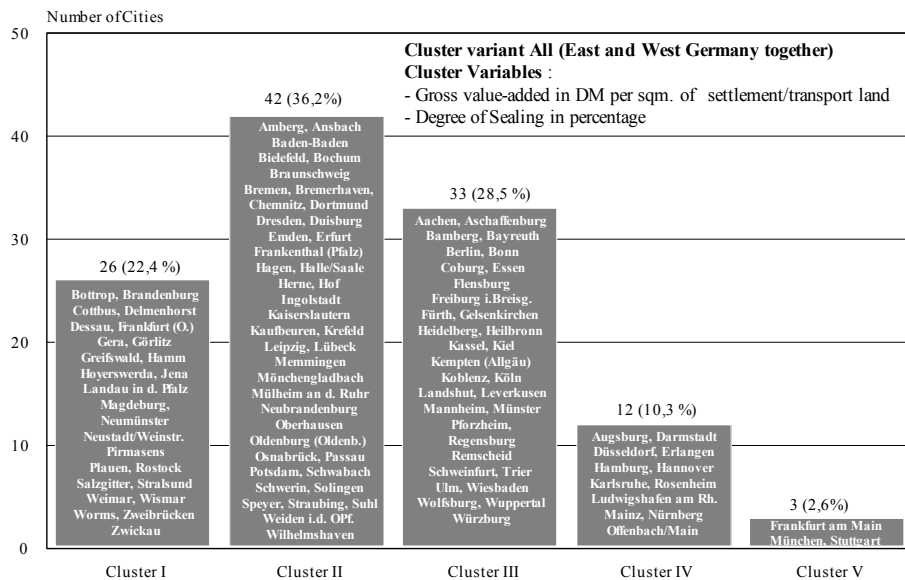 Number of Cities
50
40
30
20
10
0
Cluster variant All (East and West Germany together)
Cluster Variables :
- Gross value-added in DM per sqm. of settlement/transport land
- Degree of Sealing in percentage
26 (22,4 %)
Bottrop, Brandenburg
Cottbus, Delmenhorst
Dessau, Frankfurt (O.)
Gera, Görlitz
Greifswald, Hamm
Hoyerswerda, Jena
Landau in d. Pfalz
Magdeburg,
Neumünster
Neustadt/Weinstr.
Pirmasens
Plauen, Rostock
Salzgitter, Stralsund
Weimar, Wismar
Worms, Zweibrücken
Zwickau
Cluster I
42 (36,2%)
Amberg, Ansbach
Baden-Baden
Bielefeld, Bochum
Braunschweig
Bremen, Bremerhaven,
Chemnitz, Dortmund
Dresden, Duisburg
Emden, Erfurt
Frankenthal (Pfalz)
Hagen, Halle/Saale
Herne, Hof
Ingolstadt
Kaiserslautern
Kaufbeuren, Krefeld
Leipzig, Lübeck
Memmingen
Mönchengladbach
Mülheim an d. Ruhr
Neubrandenburg
Oberhausen
Oldenburg (Oldenb.)
Osnabrück, Passau
Potsdam, Schwabach
Schwerin, Solingen
Speyer, Straubing, Suhl
Weiden i.d. OPf.
Wilhelmshaven
Cluster II
33 (28,5 %)
Aachen, Aschaffenburg
Bamberg, Bayreuth
Berlin, Bonn
Coburg, Essen
Flensburg
Freiburg i.Breisg.
Fürth, Gelsenkirchen
Heidelberg, Heilbronn
Kassel, Kiel
Kempten (Allgäu)
Koblenz, Köln
Landshut, Leverkusen
Mannheim, Münster
Pforzheim,
Regensburg
Remscheid
Schweinfurt, Trier
Ulm, Wiesbaden
Wolfsburg, Wuppertal
Würzburg
Cluster III
12 (10,3 %)
Augsburg, Darmstadt
Düsseldorf, Erlangen
Hamburg, Hannover
Karlsruhe, Rosenheim
Ludwigshafen am Rh.
Mainz, Nürnberg
Offenbach/Main
Cluster IV
3 (2,6%)
Frankfurt am Main
München, Stuttgart
Cluster V